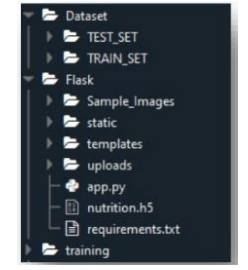 Dataset
TEST_SET
TRAIN_SET
Flask
Sample_Images
static
templates
uploads
app.py
nutrition.h5
requirements.txt
training